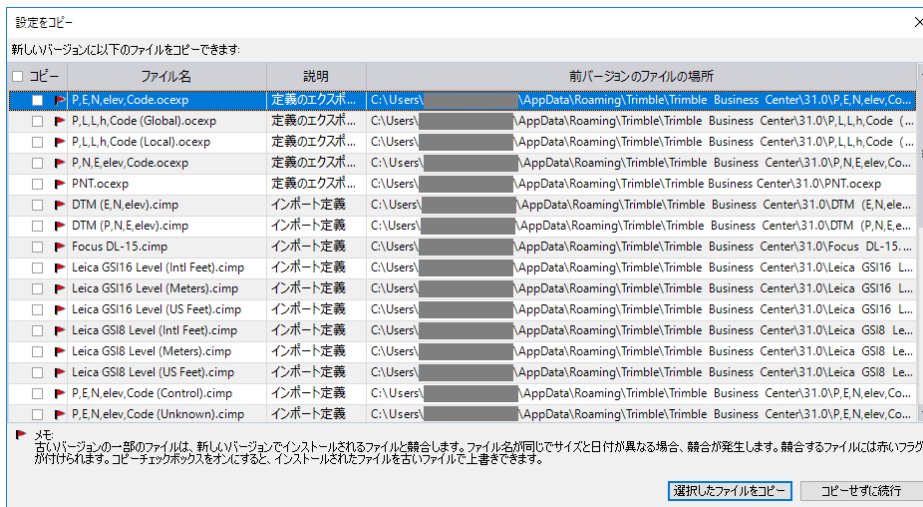 設定をコピー
新しいバージョンに以下のファイルをコピーできます:
コピー ファイル名 説明 前バージョンのファイルの場所
P,E,N,elev,Code.ocexp 定義のエクスポ... C:\Users\ \AppData\Roaming\Trimble\Trimble Business Center\31.0\P,E,N,elev,Co...
P,L,L,h,Code (Global).ocexp 定義のエクスポ... C:\Users\ \AppData\Roaming\Trimble\Trimble Business Center\31.0\P,L,L,h,Code (...
P,L,L,h,Code (Local).ocexp 定義のエクスポ... C:\Users\ \AppData\Roaming\Trimble\Trimble Business Center\31.0\P,L,L,h,Code (...
P,N,E,elev,Code.ocexp 定義のエクスポ... C:\Users\ \AppData\Roaming\Trimble\Trimble Business Center\31.0\P,N,E,elev,Co...
PNT.ocexp 定義のエクスポ... C:\Users\ \AppData\Roaming\Trimble\Trimble Business Center\31.0\PNT.ocexp
DTM (E,N,elev).cimp インポート定義 C:\Users\ \AppData\Roaming\Trimble\Trimble Business Center\31.0\DTM (E,N,ele...
DTM (P,N,E,elev).cimp インポート定義 C:\Users\ \AppData\Roaming\Trimble\Trimble Business Center\31.0\DTM (P,N,E,e...
Focus DL-15.cimp インポート定義 C:\Users\ \AppData\Roaming\Trimble\Trimble Business Center\31.0\Focus DL-15....
Leica GSI16 Level (Intl Feet).cimp インポート定義 C:\Users\ \AppData\Roaming\Trimble\Trimble Business Center\31.0\Leica GSI16 L...
Leica GSI16 Level (Meters).cimp インポート定義 C:\Users\ \AppData\Roaming\Trimble\Trimble Business Center\31.0\Leica GSI16 L...
Leica GSI16 Level (US Feet).cimp インポート定義 C:\Users\ \AppData\Roaming\Trimble\Trimble Business Center\31.0\Leica GSI16 L...
Leica GSI8 Level (Intl Feet).cimp インポート定義 C:\Users\ \AppData\Roaming\Trimble\Trimble Business Center\31.0\Leica GSI8 Le...
Leica GSI8 Level (Meters).cimp インポート定義 C:\Users\ \AppData\Roaming\Trimble\Trimble Business Center\31.0\Leica GSI8 Le...
Leica GSI8 Level (US Feet).cimp インポート定義 C:\Users\ \AppData\Roaming\Trimble\Trimble Business Center\31.0\Leica GSI8 Le...
P,E,N,elev,Code (Control).cimp インポート定義 C:\Users\ \AppData\Roaming\Trimble\Trimble Business Center\31.0\P,E,N,elev,Co...
P,E,N,elev,Code (Unknown).cimp インポート定義 C:\Users\ \AppData\Roaming\Trimble\Trimble Business Center\31.0\P,E,N,elev,Co...
メモ:
古いバージョンの一部のファイルは、新しいバージョンでインストールされるファイルと競合します。ファイル名が同じでサイズと日付が異なる場合、競合が発生します。競合するファイルには赤いフラグ
が付けられます。コピーチェックボックスをオンにすると、インストールされたファイルを古いファイルで上書きできます。
選択したファイルをコピー コピーせずに続行